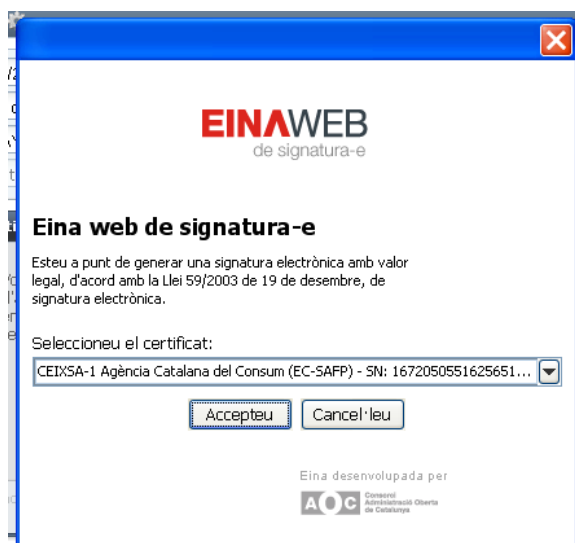 EINAWEB
de signatura-e
Eina web de signatura-e
Esteu a punt de generar una signatura electrònica amb valor
legal, d'acord amb la Llei 59/2003 de 19 de desembre, de
signatura electrònica.
Seleccioneu el certificat:
CEIXSA-1 Agència Catalana del Consum (EC-SAFP) - SN: 1672050551625651...
Accepteu
Cancel·leu
Eina desenvolupada per
AOC
Consorci
Administració Oberta
de Catalunya